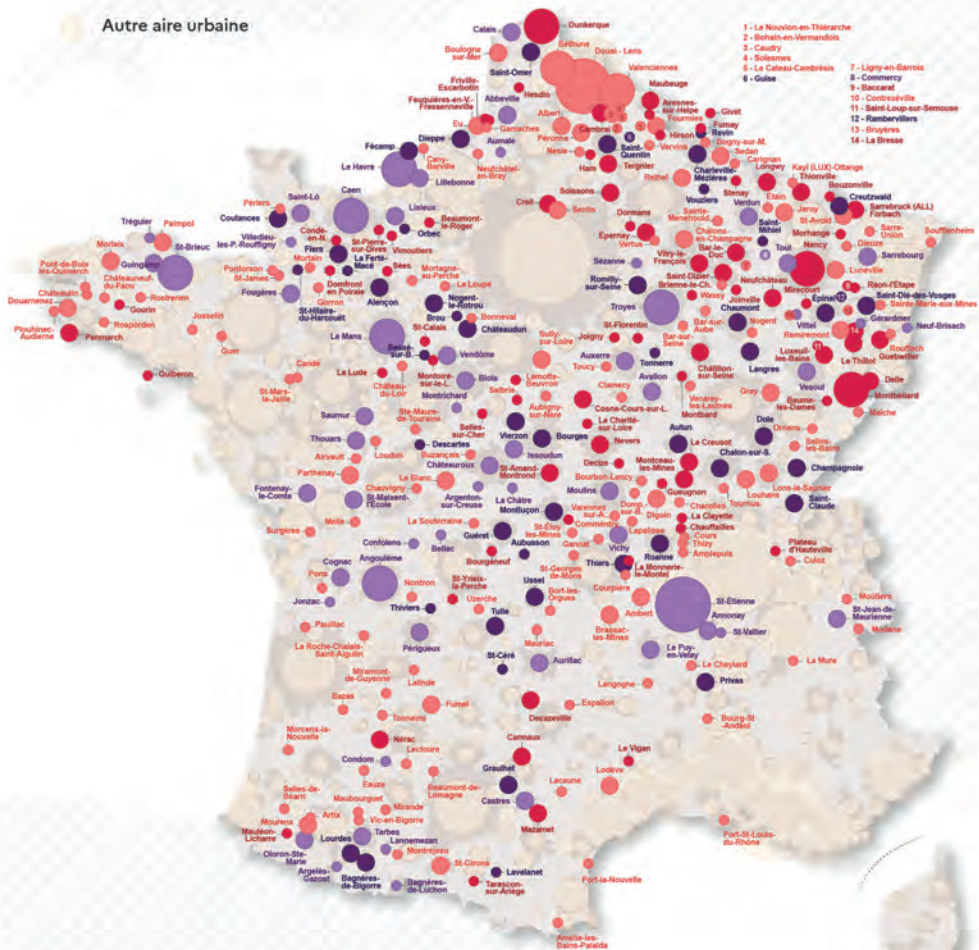 Autre aire urbaine
1 - Le Nouvion-en-Thiérarche
2 - Bohain-en-Vermandois
3 - Caudry
4 - Solesmes
5 - Le Cateau-Cambrésis
6 - Guise
7 - Ligny-en-Barrois
8 - Commercy
9 - Baccarat
10 - Contrexéville
11 - Saint-Loup-sur-Semouse
12 - Rambervillers
13 - Bruyères
14 - La Bresse
Calais
Dunkerque
Boulogne
sur-Mer
Béthune
Douai - Lens
Saint-Omer
Valenciennes
Friville-
Escarbotin
Hesdin
Maubeuge
Feuquières-en-V.-
Fressenneville
Abbeville
Avesnes-
sur-Helpe
Givet
Eu
Gamaches
Albert
Cambrai
Fourmies
Fumay
Dieppe
Aumale
Péronne
Saint-
Quentin
Hirson
Revin
Bogny-sur-M.
Fécamp
Cany-
Barville
Neufchâtel-
en-Bray
Nesle
Vervins
Sedan
Le Havre
Lillebonne
Ham
Tergnier
Charleville-
Mézières
Carignan
Longwy
Kayl (LUX)-Ottange
Rethel
Thionville
Bouzonville
Périers
Saint-Lô
Caen
Lisieux
Soissons
Vouziers
Stenay
Etain
Creutzwald
Coutances
Beaumont-
le-Roger
Creil
Senlis
Sainte-
Menehould
Verdun
Jarny
St-Avold
Sarrebruck (ALL)
Forbach
Tréguier
Paimpol
Villedieu-
les-P.-Rouffigny
Condé-
en-N.
St-Pierre-
sur-Dives
Orbec
Dormans
Châlons-
en-Champagne
Saint-
Mihiel
Morhange
Sarre-
Union
Soufflenheim
Morlaix
St-Brieuc
Flers
Vimoutiers
Epernay
Vertus
Bar-le-
Duc
Toul
Nancy
Dieuze
Sarrebourg
Pont-de-Buix
lès-Quimerch
Guingamp
Mortain
La Ferté-
Macé
Sées
Mortagne-
au-Perche
Sézanne
Vitry-le-
François
Luneville
Châteauneuf-
du-Faou
Pontorson
St-James
Domfront
en Poiraie
La Loupe
Romilly-
sur-Seine
Saint-Dizier
Neufchâteau
Raon-l'Etape
Châteaulin
Rostrenen
Fougères
Alençon
Nogent-
le-Rotrou
Brienne-le-Ch.
Mirecourt
Épinal
Saint-Dié-des-Vosges
Douarnenez
Gourin
St-Hilaire-
du-Harcouët
Gorron
Brou
Bonneval
Troyes
Wassy
Joinville
Sainte-Marie-aux-Mines
Plouhinec-
Audierne
Rosporden
Josselin
Châteaudun
Chaumont
Vittel
Gérardmer
Penmarch
Guer
Le Mans
St-Calais
Sully-
sur-Loire
St-Florentin
Bar-sur-
Aube
Nogent
Remiremont
Neuf-Brisach
Bessé-
sur-B.
Joigny
Bar-sur-
Seine
Rouffach
Candé
Vendôme
Auxerre
Tonnerre
Luxeuil-
les-Bains
Guebwiller
Quiberon
Le Lude
Montoire-
sur-le-L.
Blois
Lamotte-
Beuvron
Toucy
Châtillon-
sur-Seine
Langres
Le Thillot
St-Mars-
la-Jaille
Château-
du-Loir
Montrichard
Salbris
Clamecy
Avallon
Vesoul
Delle
Aubigny-
sur-Nère
Venarey-
les-Laumes
Gray
Montbéliard
Saumur
Ste-Maure-
de-Touraine
Selles-
sur-Cher
Cosne-Cours-sur-L.
Montbard
Baume-
les-Dames
Maîche
La Charité-
sur-Loire
Dole
Thouars
Descartes
Vierzon
Bourges
Autun
Ornans
Airvault
Loudun
Buzançais
Issoudun
Nevers
Le Creusot
Salins-
les-Bains
Parthenay
Châteauroux
Decize
Montceau-
les-Mines
Chalon-sur-S.
Champagnole
Chauvigny
Le Blanc
St-Amand-
Montrond
Bourbon-Lancy
Lons-le-Saunier
Fontenay-
le-Comte
St-Maixent-
l'École
Argenton-
sur-Creuse
La Châtre
Moulins
Gueugnon
Louhans
Saint-
Claude
Montluçon
Varennes
sur-A.
Domp.
sur-B.
Digoin
Charolles
Tournus
Surgères
Melle
La Souterraine
St-Éloy
les-Mines
Commentry
Lapalisse
La Clayette
Guéret
Gannat
Chauffailles
Confolens
Bellac
Aubusson
Vichy
Cours
Thizy
Plateau
d'Hauteville
Cognac
Angoulême
Bourganeuf
St-Georges
de-Mons
Thiers
Roanne
Amplepuis
Culoz
Pons
Nontron
St-Yrieix
le-Perche
Ussel
La Monnerie-
le-Montel
Jonzac
Uzerche
Bort-les-
Orgues
Courpière
Moutiers
Thiviers
Ambert
St-Étienne
St-Jean-de-
Maurienne
Pauillac
Tulle
Brassac-
les-Mines
Annonay
Modane
La Roche-Chalais-
Saint-Aigulin
Périgueux
Mauriac
St-Vallier
St-Céré
Aurillac
Le Puy-
en-Velay
Le Cheylard
La Mure
Miramont-
de-Guyenne
Lalinde
Langogne
Privas
Bazas
Fumel
Espalion
Tonneins
Decazeville
Bourg-St
Andéol
Morcenx-la-
Nouvelle
Nérac
Carmaux
Le Vigan
Condom
Lectoure
Graulhet
Lodève
Eauze
Beaumont-de-
Lomagne
Lacaune
Salies-de-
Béarn
Maubourguet
Mirande
Castres
Mourenx
Artix
Vic-en-Bigorre
Mazamet
Port-St-Louis-
du-Rhône
Mauléon-
Licharre
Lourdes
Tarbes
Lannemezan
Oloron-Ste-
Marie
Montréjeau
St-Girons
Lavelanet
Argelès-
Gazost
Port-la-Nouvelle
Bagnères-
de-Bigorre
Bagnères-
de-Luchon
Tarascon-
sur-Ariège
Amélie-les-
Bains-Palalda